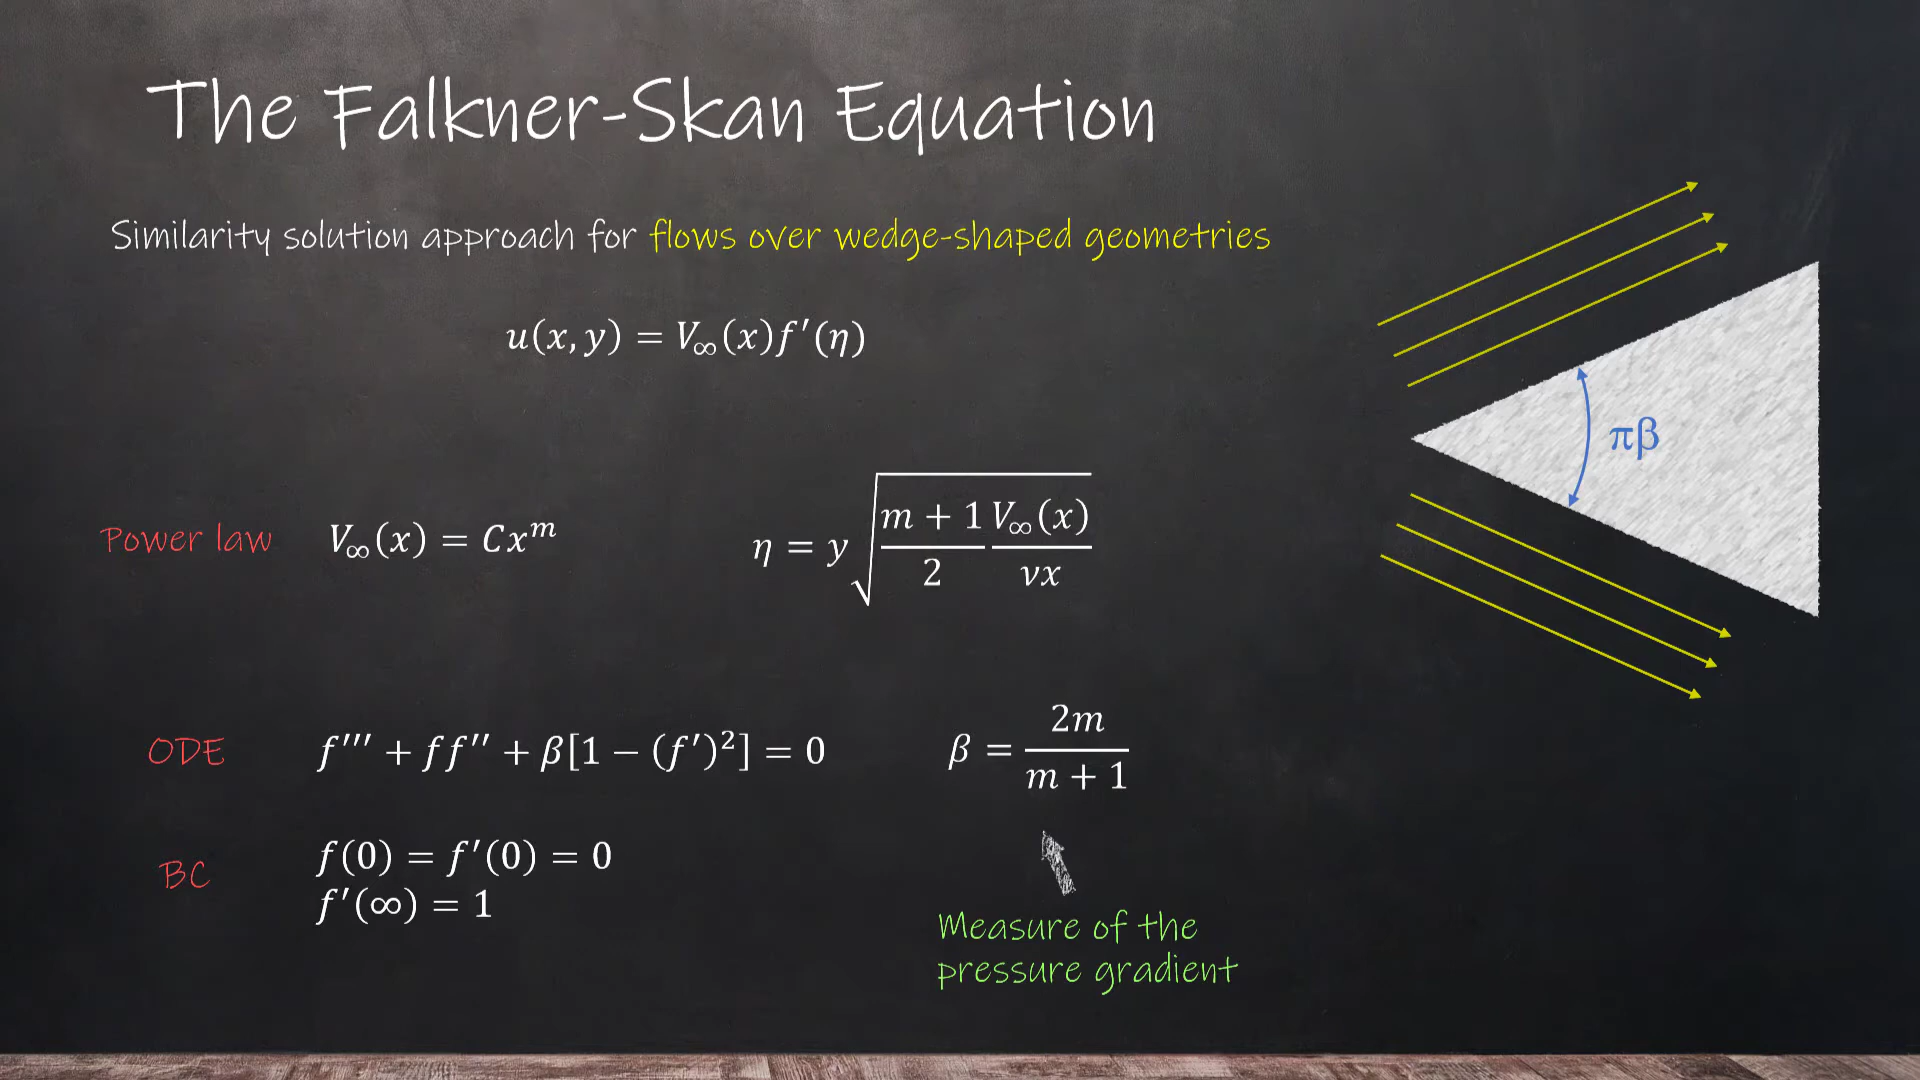 The Falkner-Skan Equation
Similarity solution approach for flows over wedge-shaped geometries
u(x, y) = V∞(x)f′(η)
Power law V∞(x) = Cx^m
η = y √((m + 1)/2 V∞(x)/(νx))
πβ
ODE f′′′ + ff′′ + β[1 − (f′)²] = 0
β = 2m/(m + 1)
BC f(0) = f′(0) = 0
f′(∞) = 1
Measure of the
pressure gradient